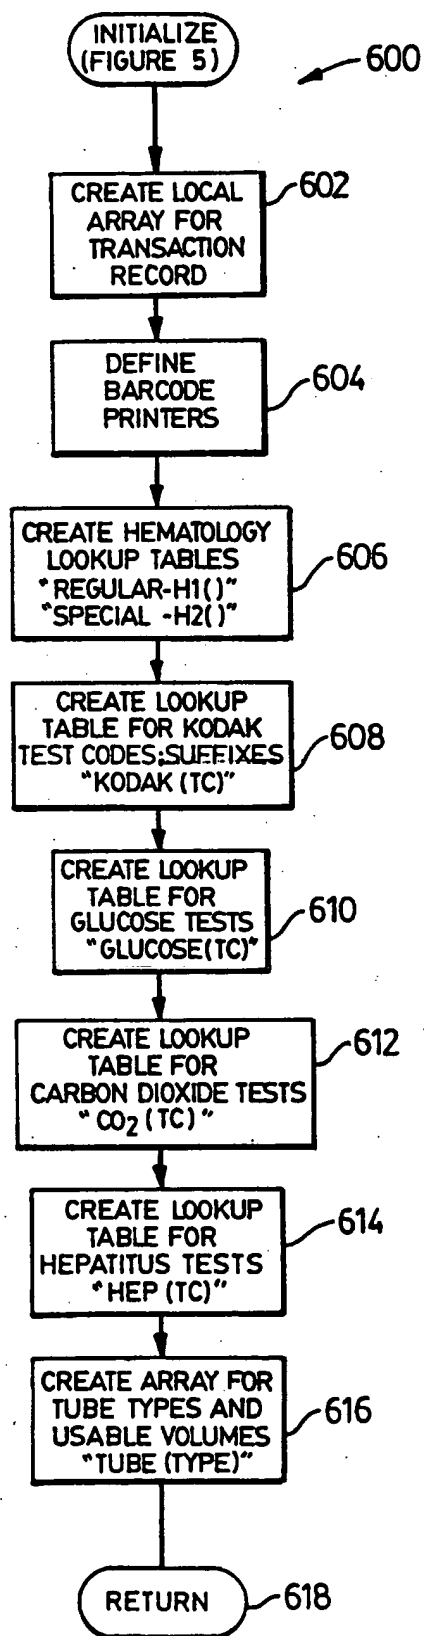 INITIALIZE
(FIGURE 5)
600
CREATE LOCAL
ARRAY FOR
TRANSACTION
RECORD
602
DEFINE
BARCODE
PRINTERS
604
CREATE HEMATOLOGY
LOOKUP TABLES
"REGULAR-H1()"
"SPECIAL -H2()"
606
CREATE LOOKUP
TABLE FOR KODAK
TEST CODES;SUFFIXES
"KODAK (TC)"
608
CREATE LOOKUP
TABLE FOR
GLUCOSE TESTS
"GLUCOSE(TC)"
610
CREATE LOOKUP
TABLE FOR
CARBON DIOXIDE TESTS
"CO₂ (TC)"
612
CREATE LOOKUP
TABLE FOR
HEPATITUS TESTS
"HEP (TC)"
614
CREATE ARRAY FOR
TUBE TYPES AND
USABLE VOLUMES
"TUBE (TYPE)"
616
RETURN
618